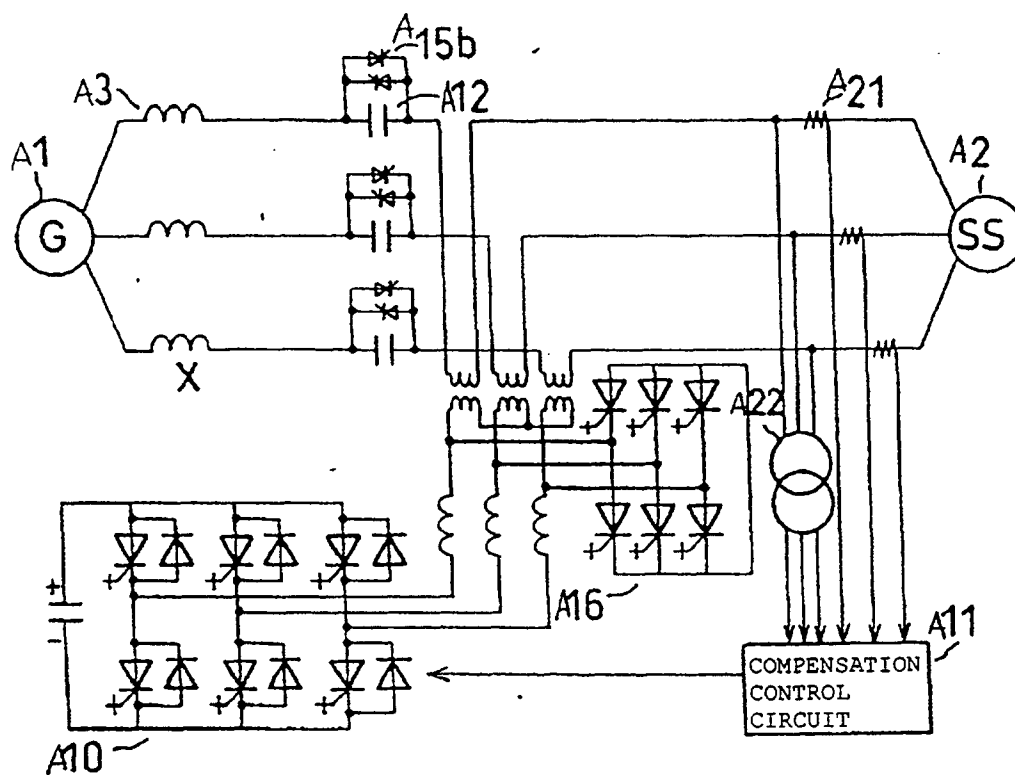 A15b
A3
A12
A21
A1
A2
G
SS
X
A22
+
+
+
+
+
+
A16
+
-
+
+
+
+
+
+
A11
COMPENSATION
CONTROL
CIRCUIT
A10